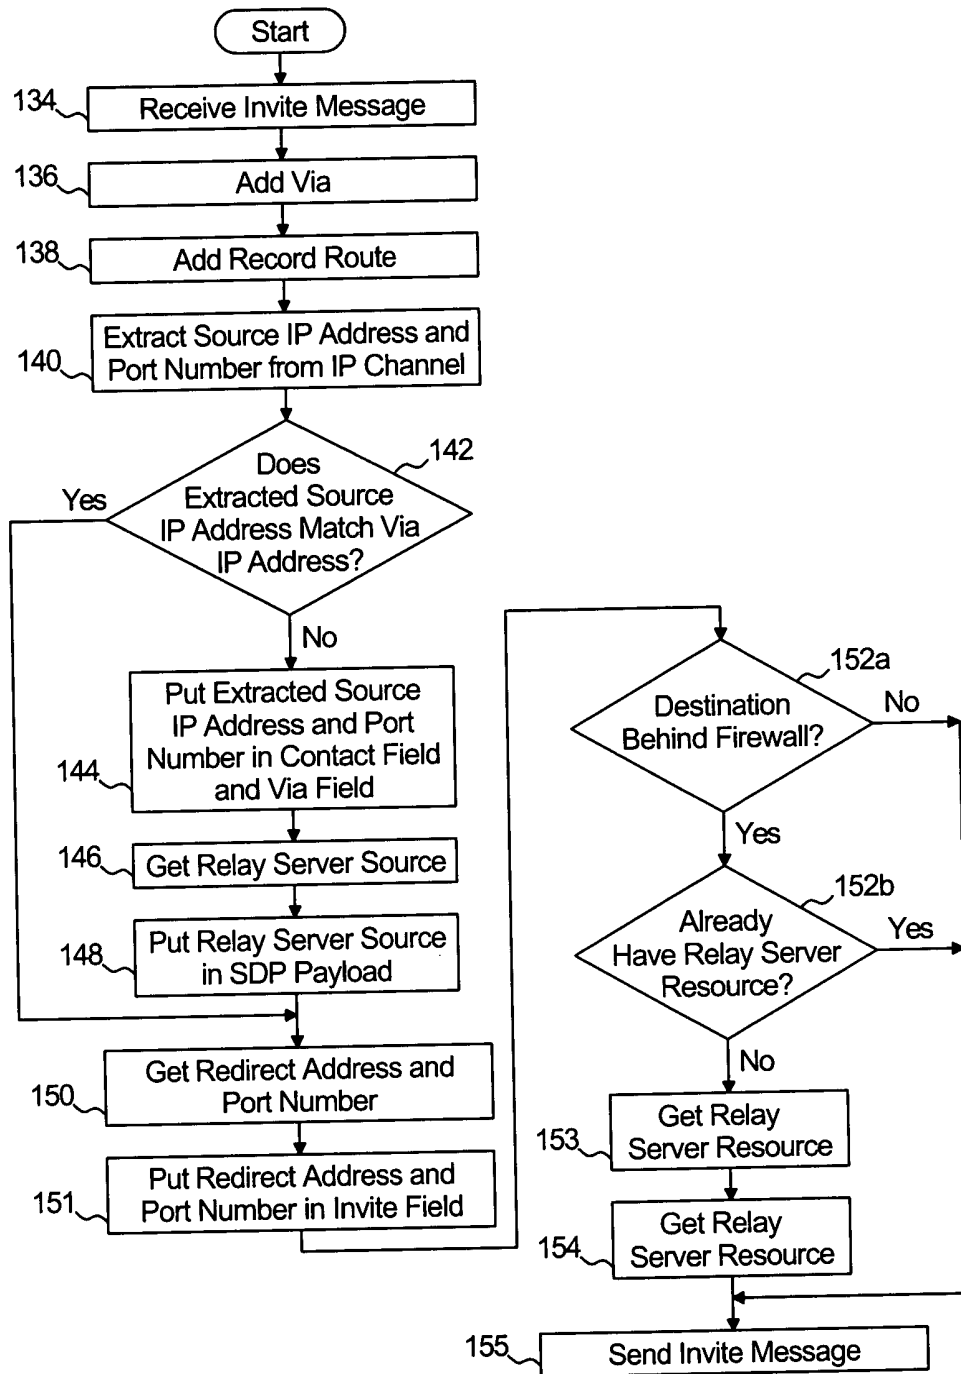 Start
134
Receive Invite Message
136
Add Via
138
Add Record Route
140
Extract Source IP Address and
Port Number from IP Channel
142
Does
Extracted Source
IP Address Match Via
IP Address?
Yes
No
144
Put Extracted Source
IP Address and Port
Number in Contact Field
and Via Field
146
Get Relay Server Source
148
Put Relay Server Source
in SDP Payload
150
Get Redirect Address and
Port Number
151
Put Redirect Address and
Port Number in Invite Field
152a
Destination
Behind Firewall?
No
Yes
152b
Already
Have Relay Server
Resource?
Yes
No
153
Get Relay
Server Resource
154
Get Relay
Server Resource
155
Send Invite Message